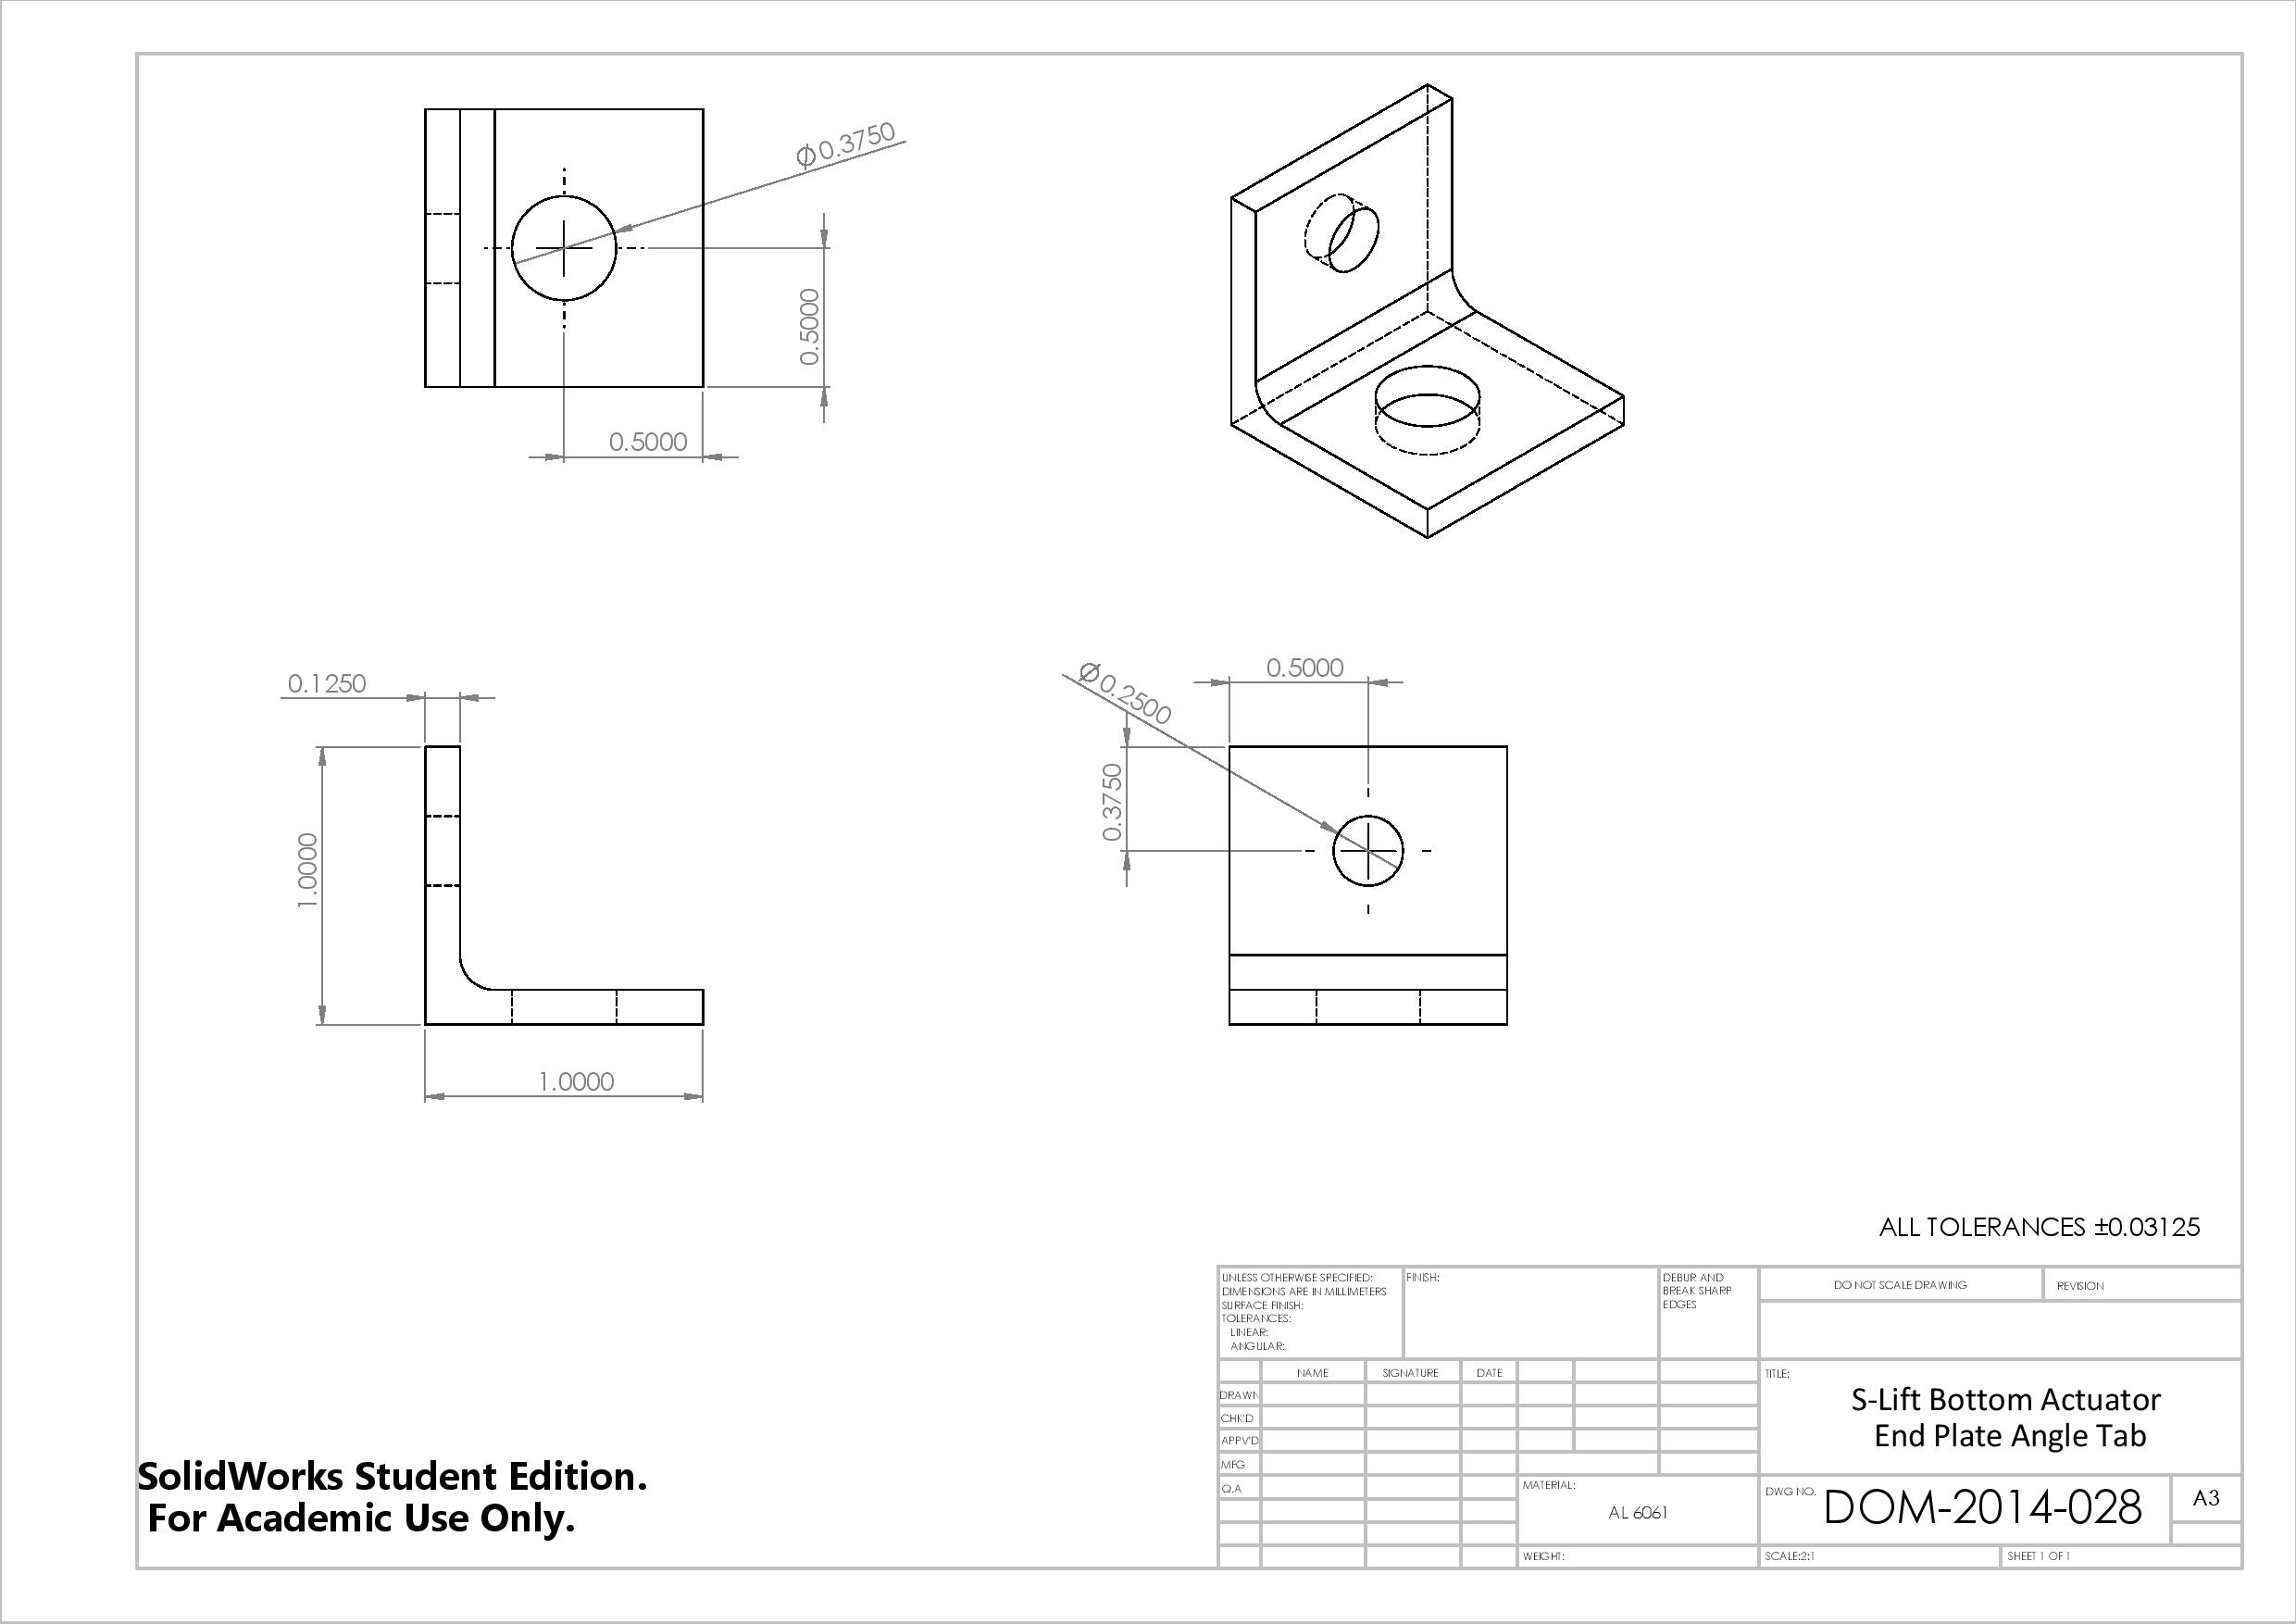 ⌀0.3750
0.5000
0.5000
0.1250
1.0000
1.0000
⌀0.2500
0.5000
0.3750
ALL TOLERANCES ±0.03125
UNLESS OTHERWISE SPECIFIED:
DIMENSIONS ARE IN MILLIMETERS
SURFACE FINISH:
TOLERANCES:
LINEAR:
ANGULAR:
FINISH:
DEBUR AND
BREAK SHARP
EDGES
DO NOT SCALE DRAWING
REVISION
NAME
SIGNATURE
DATE
DRAWN
CHK'D
APPV'D
MFG
Q.A
TITLE:
S-Lift Bottom Actuator
End Plate Angle Tab
MATERIAL:
AL 6061
DWG NO.
DOM-2014-028
A3
WEIGHT:
SCALE:2:1
SHEET 1 OF 1
SolidWorks Student Edition.
For Academic Use Only.